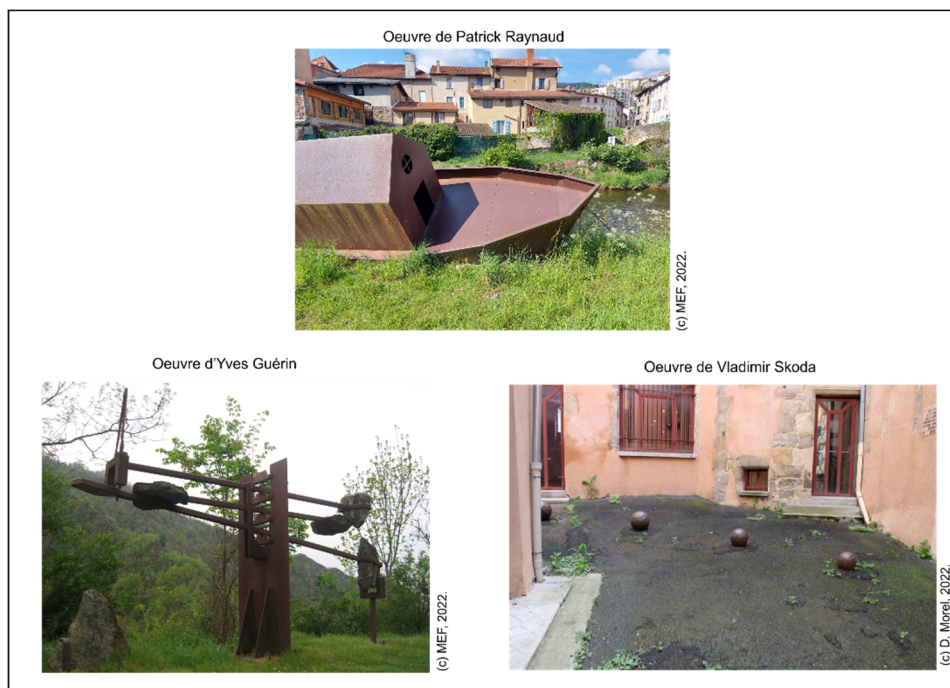 Oeuvre de Patrick Raynaud
(c) MEF, 2022.
Oeuvre d'Yves Guérin
(c) MEF, 2022.
Oeuvre de Vladimir Skoda
(c) D. Morel, 2022.